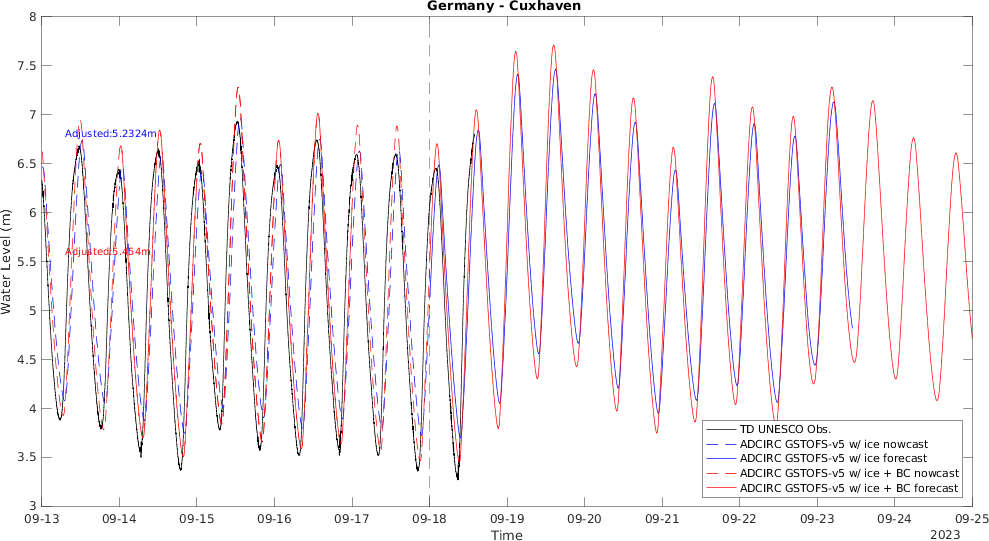 Germany - Cuxhaven
8
7.5
7
6.5
6
5.5
5
4.5
4
3.5
3
Water Level (m)
Adjusted:5.2324m
Adjusted:5.454m
TD UNESCO Obs.
ADCIRC GSTOFS-v5 w/ ice nowcast
ADCIRC GSTOFS-v5 w/ ice forecast
ADCIRC GSTOFS-v5 w/ ice + BC nowcast
ADCIRC GSTOFS-v5 w/ ice + BC forecast
09-13 09-14 09-15 09-16 09-17 09-18 09-19 09-20 09-21 09-22 09-23 09-24 09-25
Time
2023